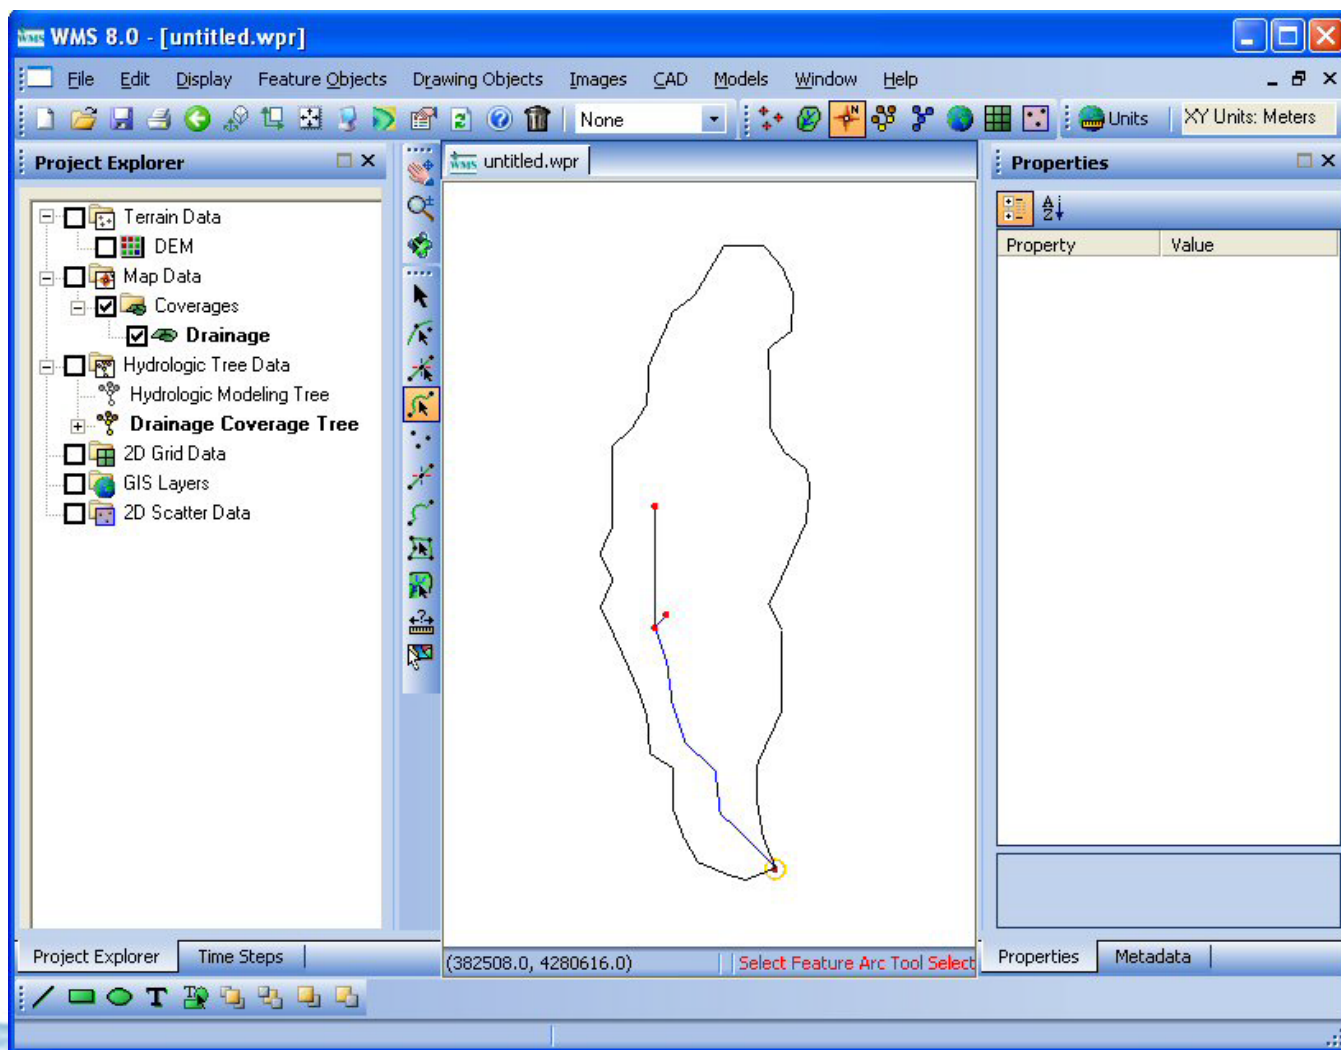 WMS 8.0 - [untitled.wpr]
File Edit Display Feature Objects Drawing Objects Images CAD Models Window Help
None Units XY Units: Meters
Project Explorer
untitled.wpr
Properties
Terrain Data
DEM
Map Data
Coverages
Drainage
Hydrologic Tree Data
Hydrologic Modeling Tree
Drainage Coverage Tree
2D Grid Data
GIS Layers
2D Scatter Data
Property Value
Project Explorer Time Steps
(382508.0, 4280616.0) Select Feature Arc Tool Select
Properties Metadata